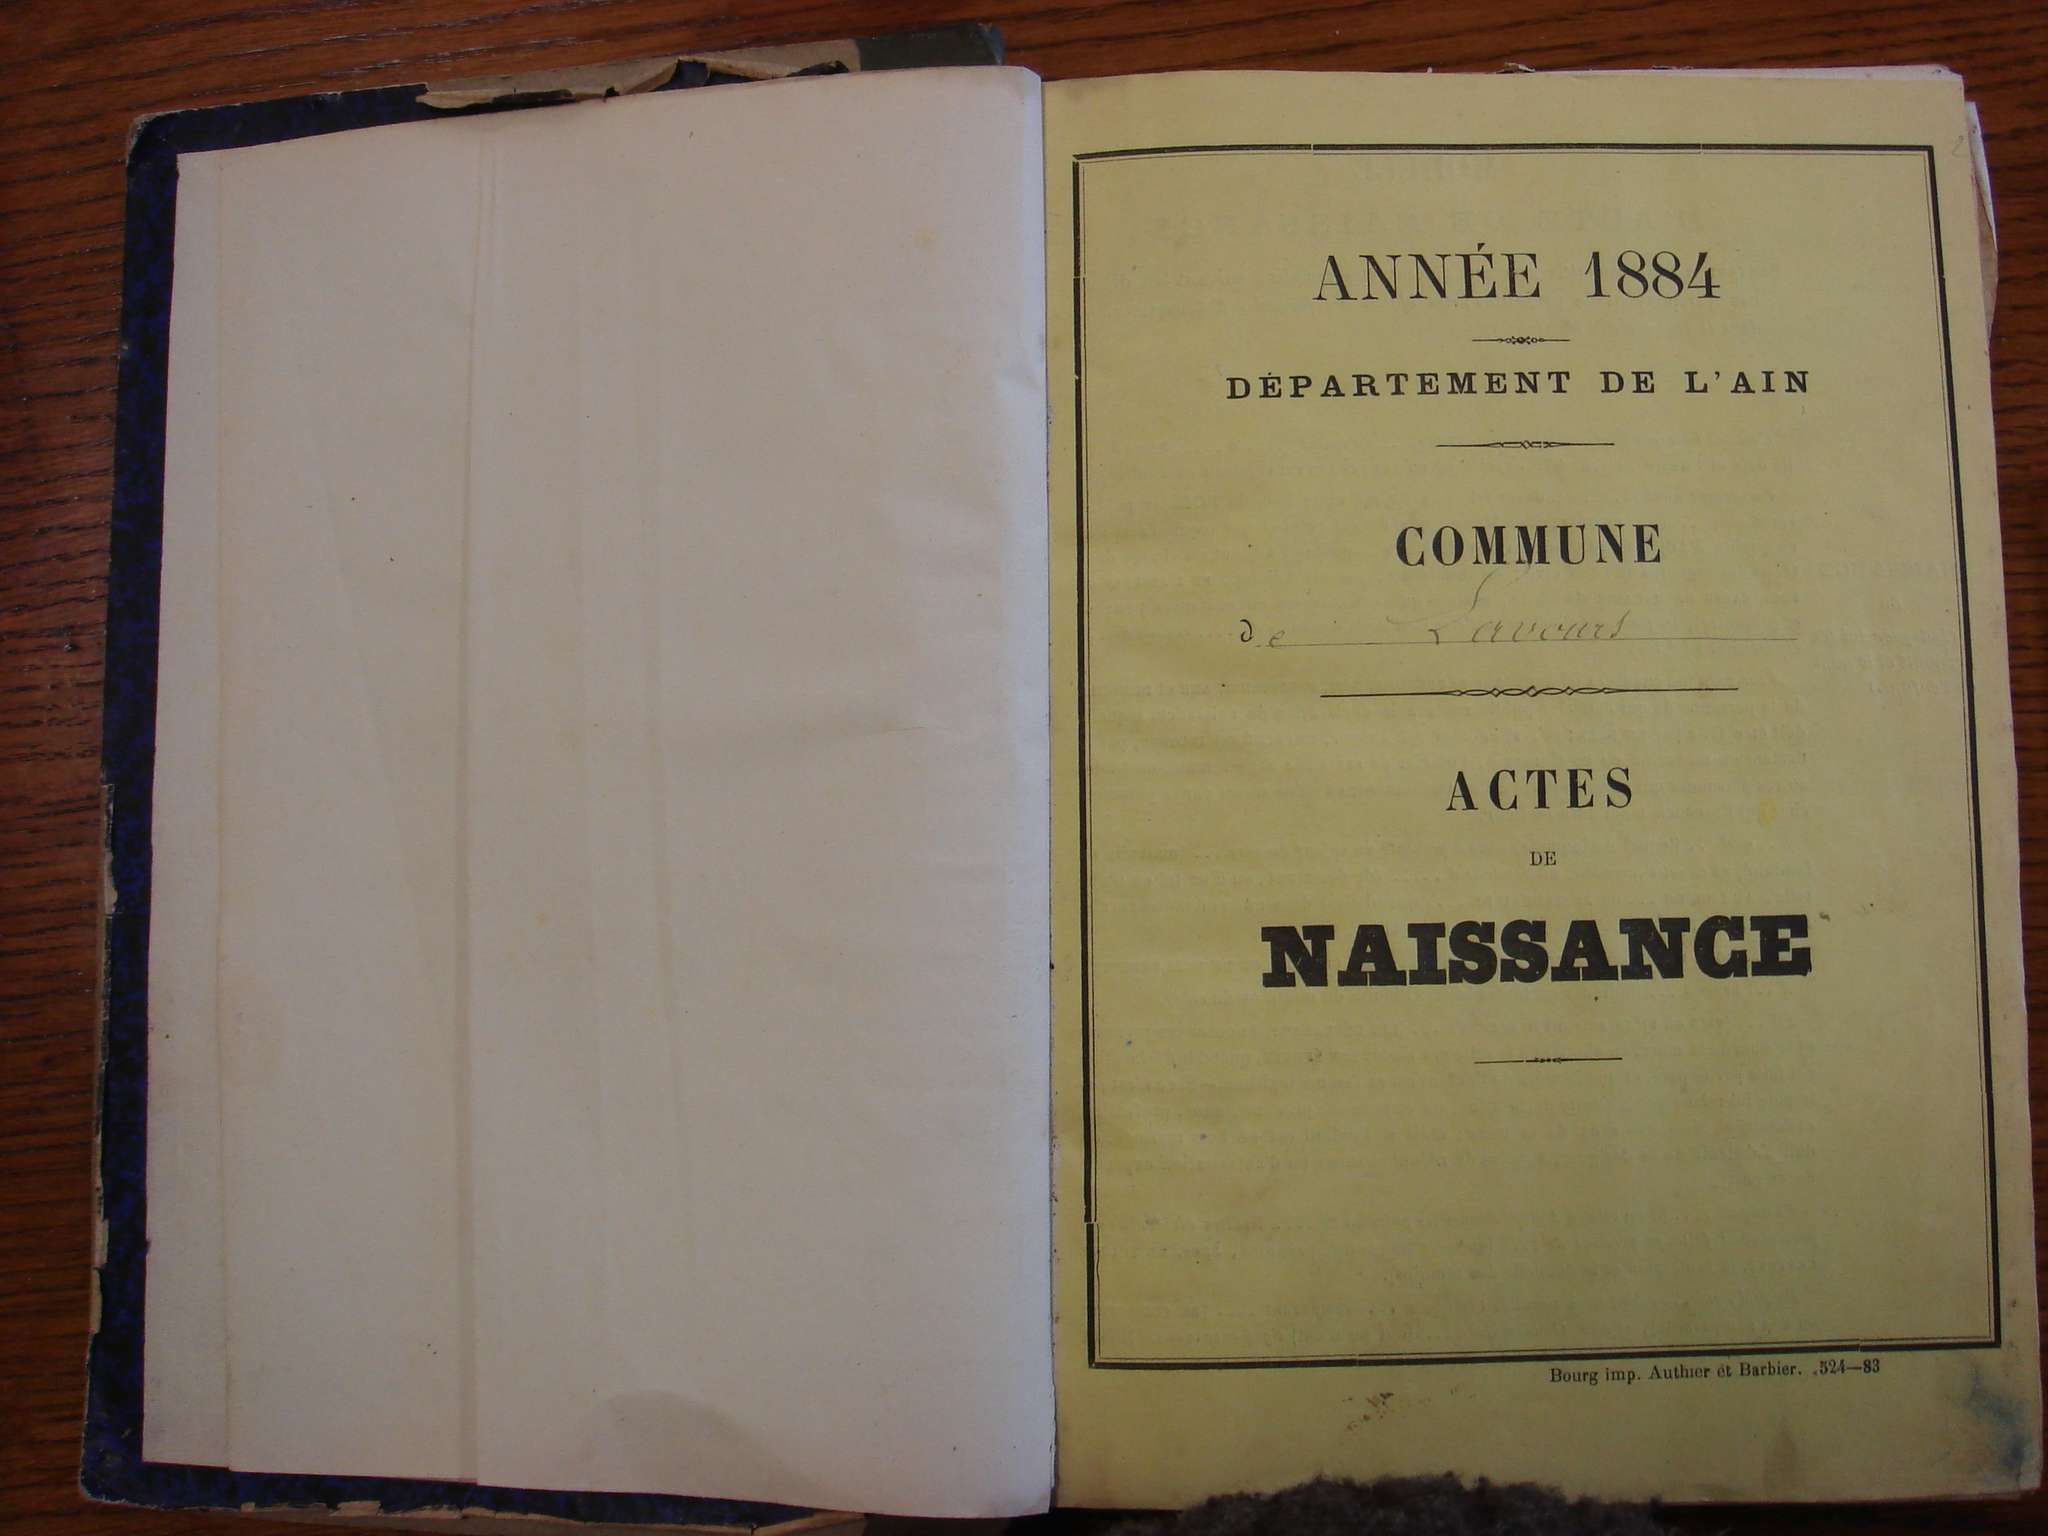 ANNÉE 1884
DÉPARTEMENT DE L'AIN
COMMUNE
de Lavours
ACTES
DE
NAISSANCE
Bourg imp. Authier et Barbier. 524—83